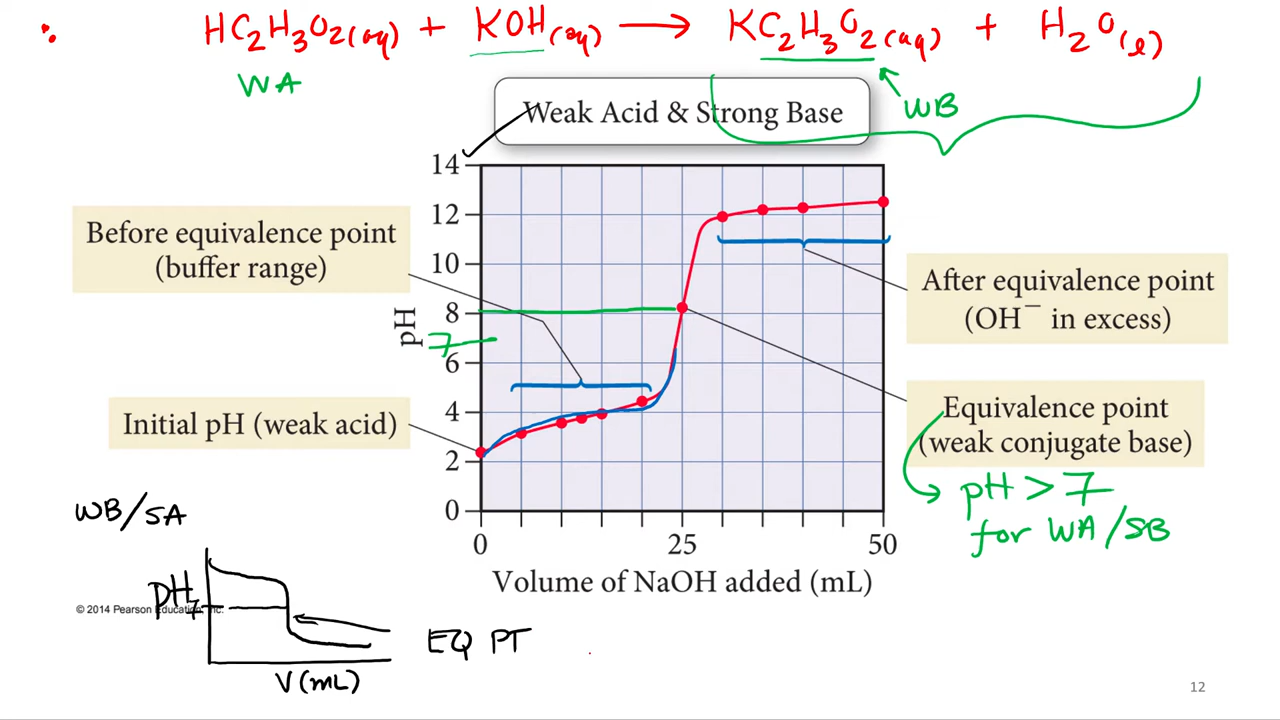 HC2H3O2(aq) + KOH(aq) → KC2H3O2(aq) + H2O(l)
WA
WB
Weak Acid & Strong Base
14
12
10
8
7
6
4
2
0
pH
Before equivalence point
(buffer range)
Initial pH (weak acid)
After equivalence point
(OH− in excess)
Equivalence point
(weak conjugate base)
pH > 7
for WA/SB
0 25 50
Volume of NaOH added (mL)
WB/SA
pH
7
© 2014 Pearson Education, Inc.
V(mL)
EQ PT
12